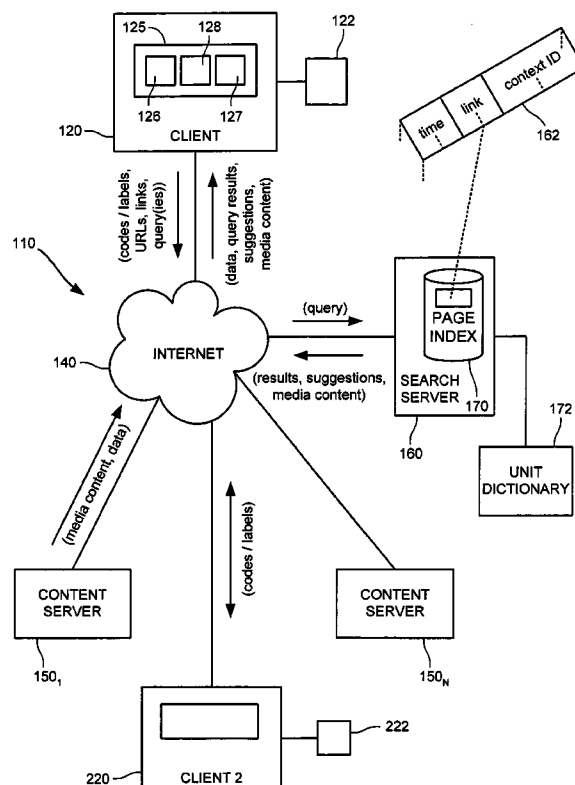 125
128
122
126
127
120
CLIENT
time
link
context ID
162
(codes / labels,
URLs, links,
query(ies))
(data, query results,
suggestions,
media content)
110
140
INTERNET
(query)
(results, suggestions,
media content)
PAGE
INDEX
SEARCH
SERVER
170
160
172
UNIT
DICTIONARY
(media content, data)
(codes / labels)
CONTENT
SERVER
150₁
CONTENT
SERVER
150N
222
220
CLIENT 2